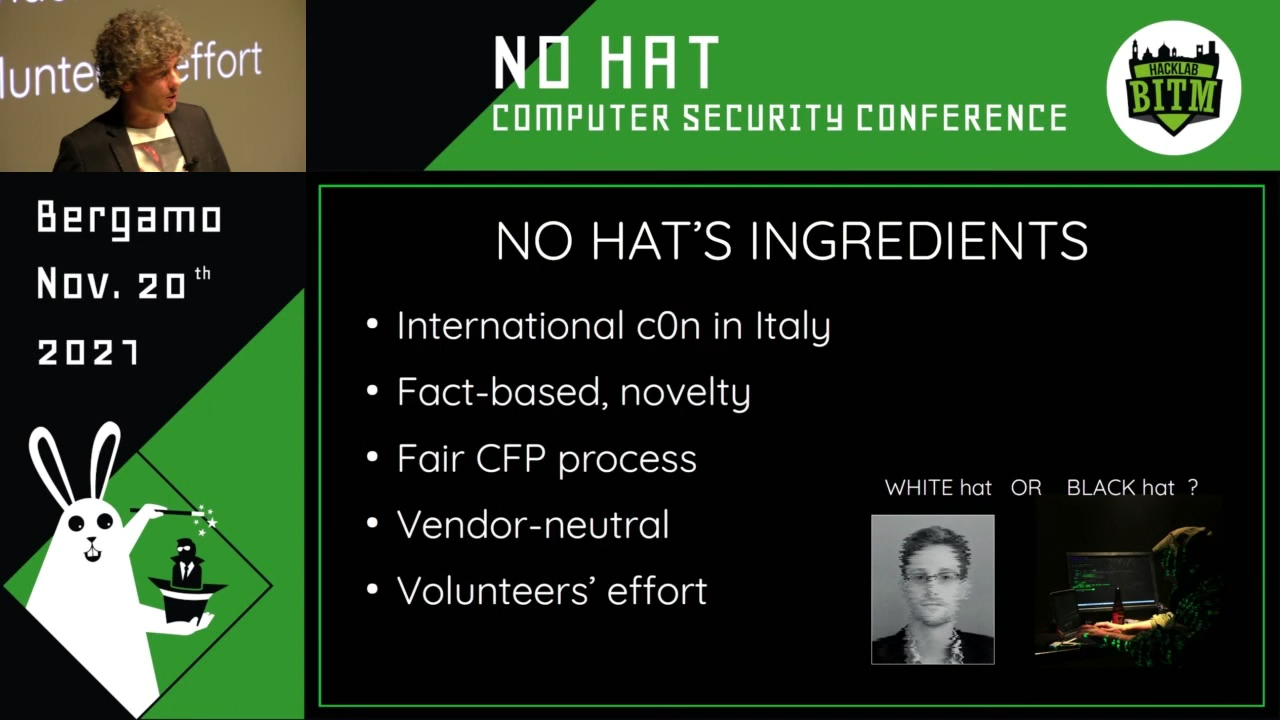 lunte effort
NO HAT
COMPUTER SECURITY CONFERENCE
HACKLAB
BITM
Bergamo
Nov. 20th
2021
NO HAT'S INGREDIENTS
• International c0n in Italy
• Fact-based, novelty
• Fair CFP process
• Vendor-neutral
• Volunteers' effort
WHITE hat OR BLACK hat ?